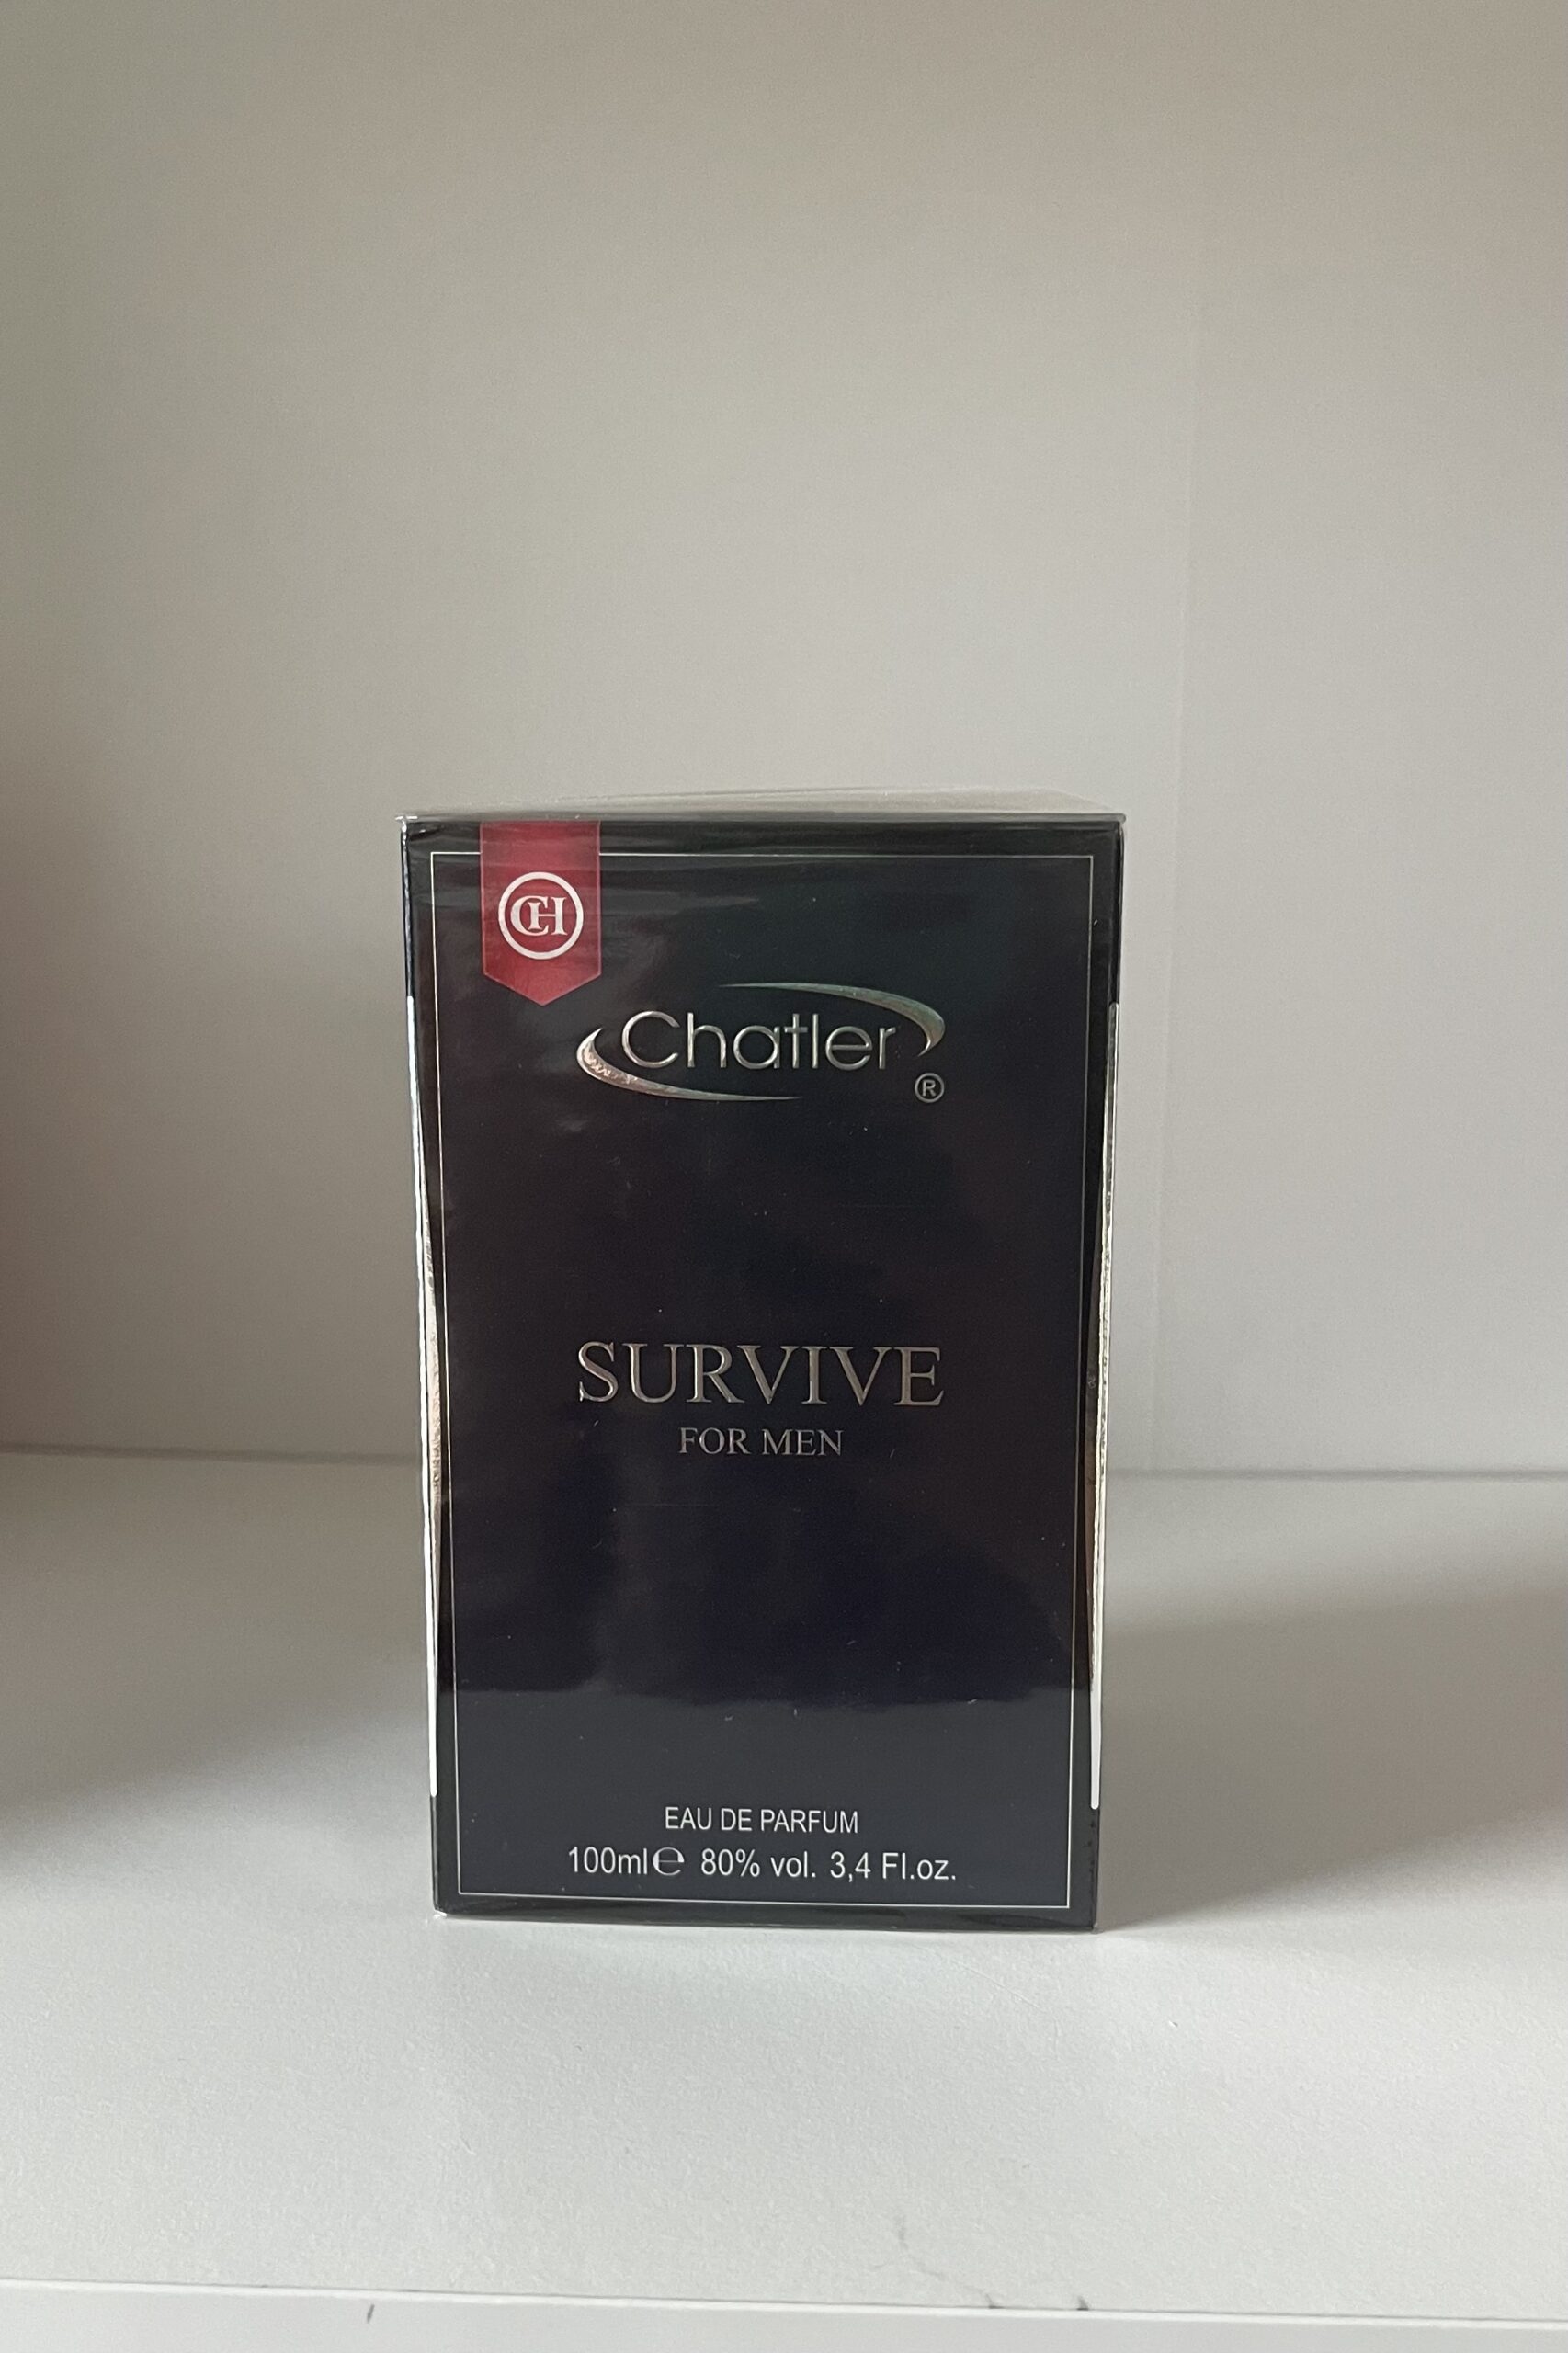 CH
Chatler
®
SURVIVE
FOR MEN
EAU DE PARFUM
100ml℮ 80% vol. 3,4 Fl.oz.